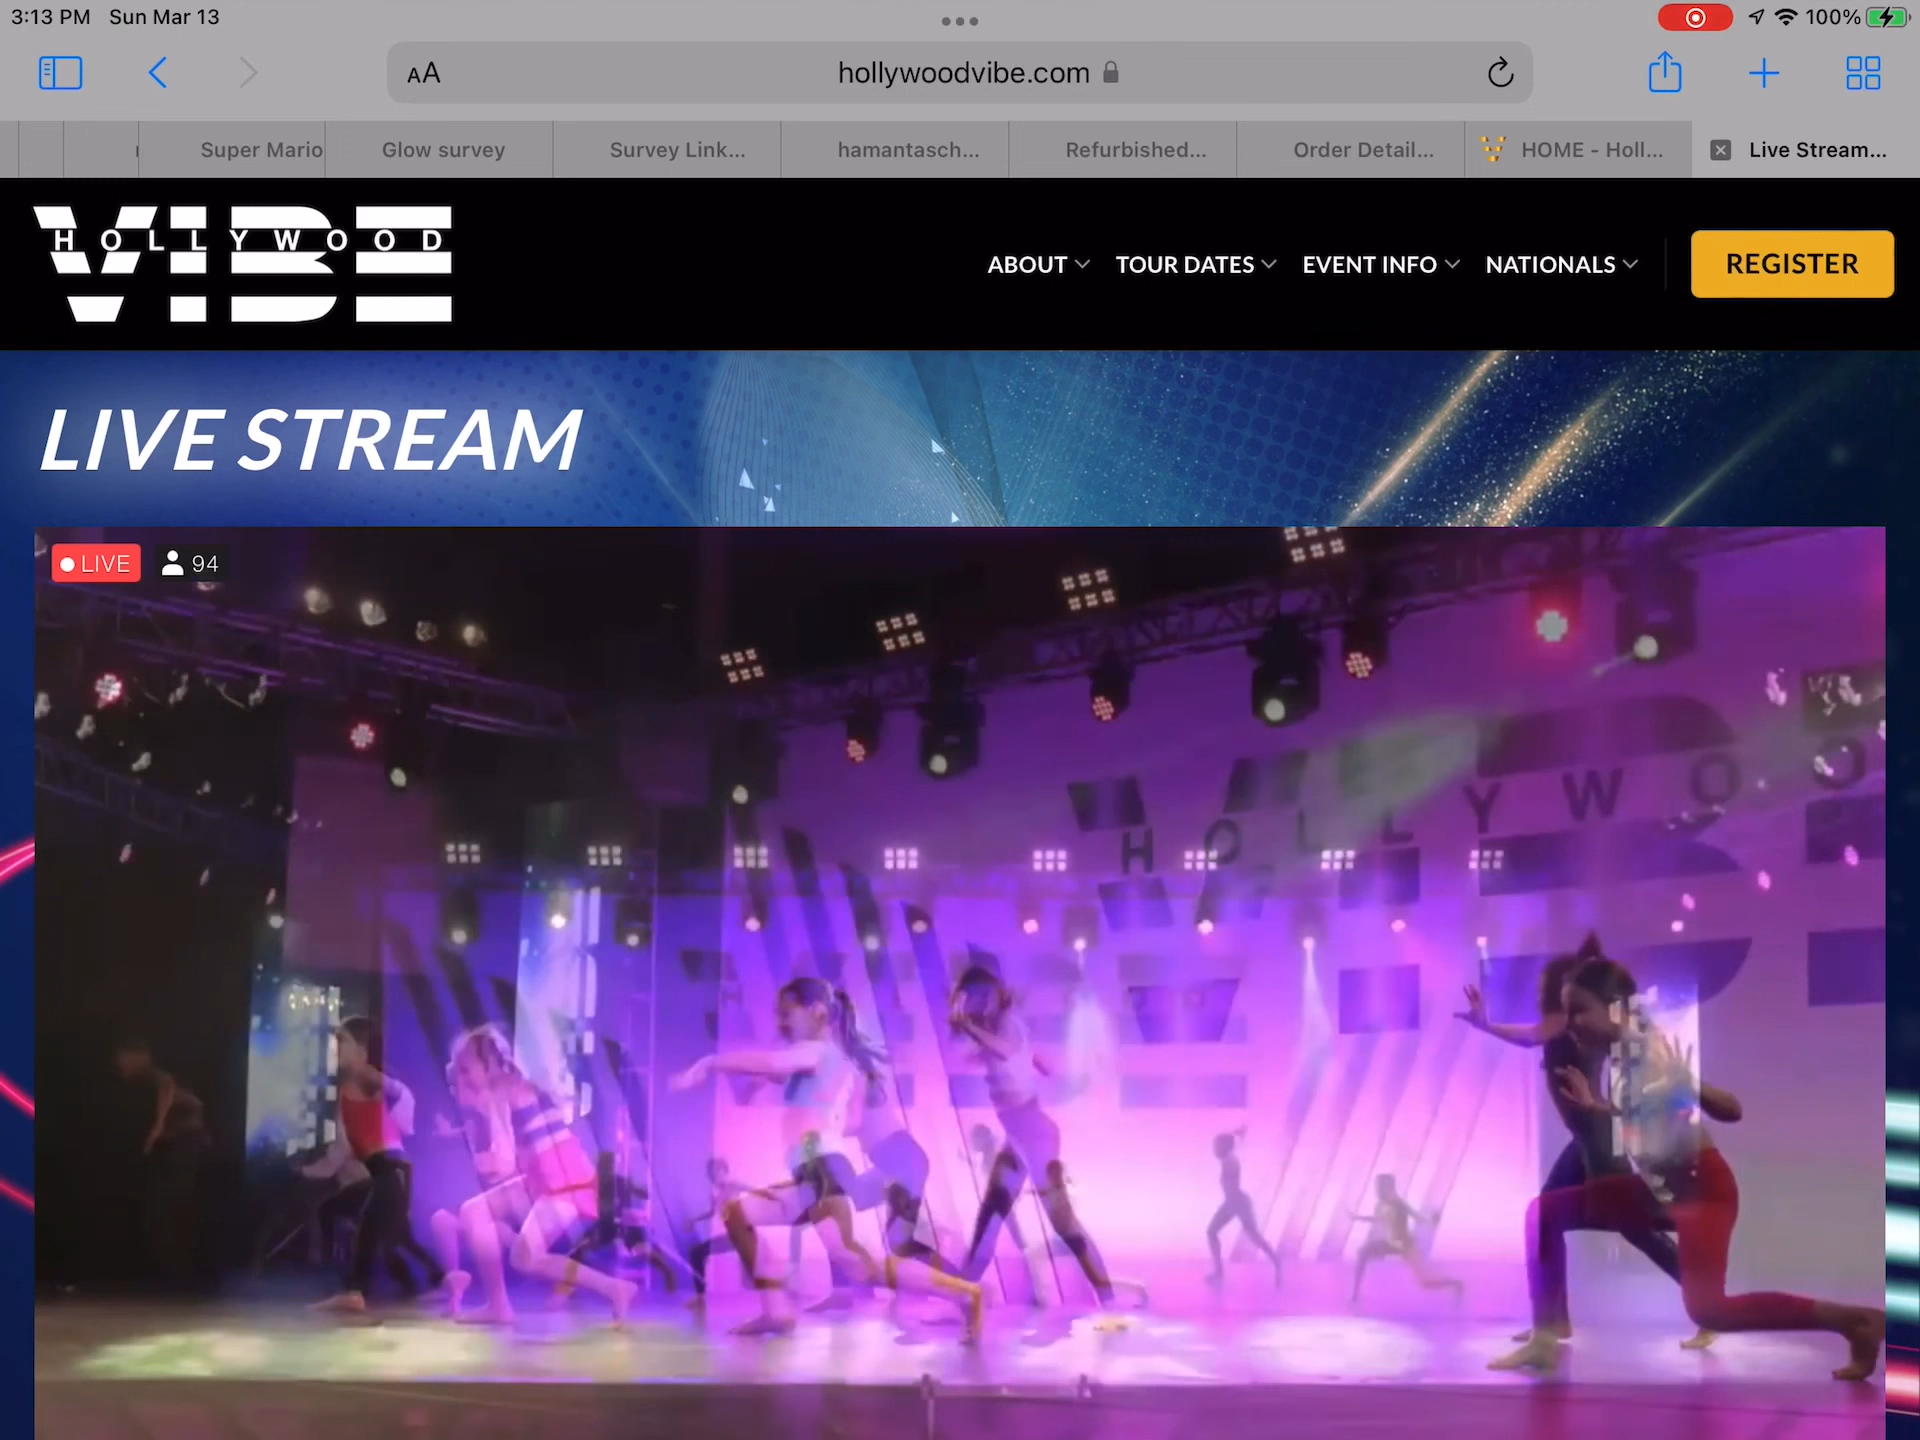 3:13 PM Sun Mar 13
100%
AA
hollywoodvibe.com
Super Mario
Glow survey
Survey Link...
hamantasch...
Refurbished...
Order Detail...
HOME - Holl...
Live Stream...
HOLLYWOOD
VIBE
ABOUT
TOUR DATES
EVENT INFO
NATIONALS
REGISTER
LIVE STREAM
LIVE
94
HOLLYWOO